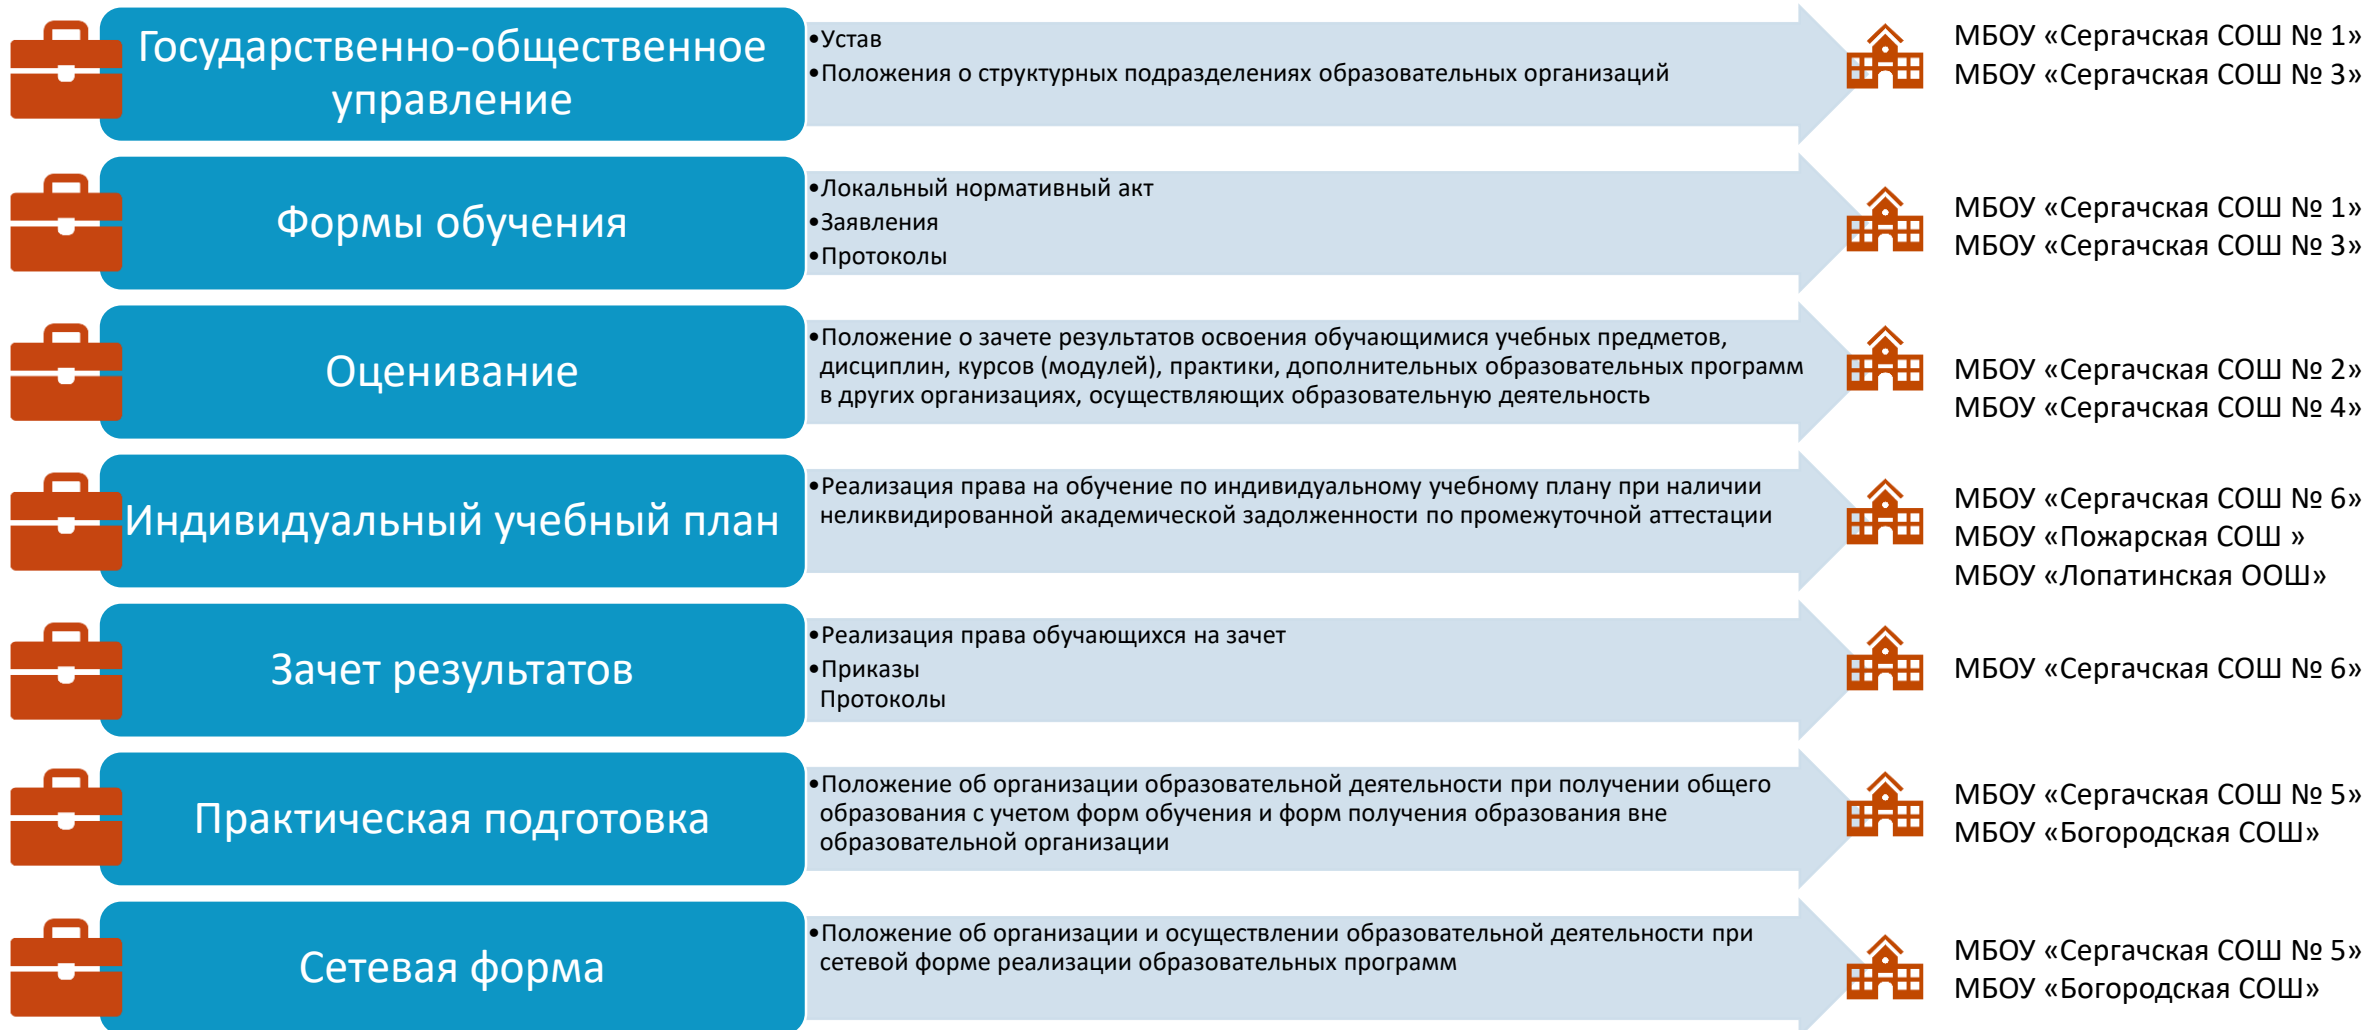 Государственно-общественное
управление
•Устав
•Положения о структурных подразделениях образовательных организаций
МБОУ «Сергачская СОШ № 1»
МБОУ «Сергачская СОШ № 3»
Формы обучения
•Локальный нормативный акт
•Заявления
•Протоколы
МБОУ «Сергачская СОШ № 1»
МБОУ «Сергачская СОШ № 3»
Оценивание
•Положение о зачете результатов освоения обучающимися учебных предметов,
дисциплин, курсов (модулей), практики, дополнительных образовательных программ
в других организациях, осуществляющих образовательную деятельность
МБОУ «Сергачская СОШ № 2»
МБОУ «Сергачская СОШ № 4»
Индивидуальный учебный план
•Реализация права на обучение по индивидуальному учебному плану при наличии
неликвидированной академической задолженности по промежуточной аттестации
МБОУ «Сергачская СОШ № 6»
МБОУ «Пожарская СОШ »
МБОУ «Лопатинская ООШ»
Зачет результатов
•Реализация права обучающихся на зачет
•Приказы
Протоколы
МБОУ «Сергачская СОШ № 6»
Практическая подготовка
•Положение об организации образовательной деятельности при получении общего
образования с учетом форм обучения и форм получения образования вне
образовательной организации
МБОУ «Сергачская СОШ № 5»
МБОУ «Богородская СОШ»
Сетевая форма
•Положение об организации и осуществлении образовательной деятельности при
сетевой форме реализации образовательных программ
МБОУ «Сергачская СОШ № 5»
МБОУ «Богородская СОШ»